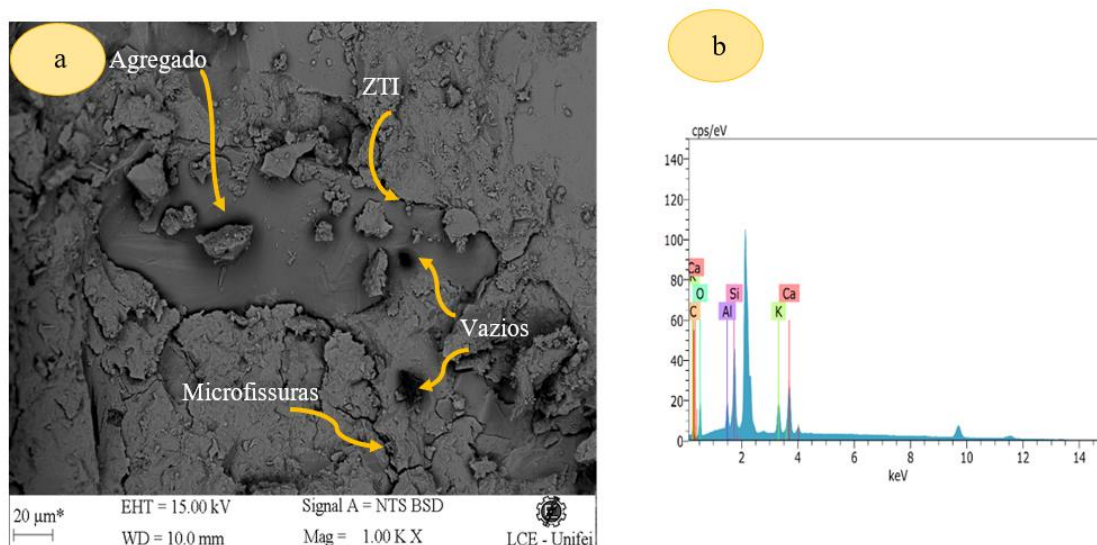 a
Agregado
ZTI
Vazios
Microfissuras
20 µm*
EHT = 15.00 kV
WD = 10.0 mm
Signal A = NTS BSD
Mag = 1.00 K X
LCE - Unifei
b
cps/eV
140
120
100
80
60
40
20
0
Ca
O
C
Al
Si
K
Ca
2
4
6
8
10
12
14
keV